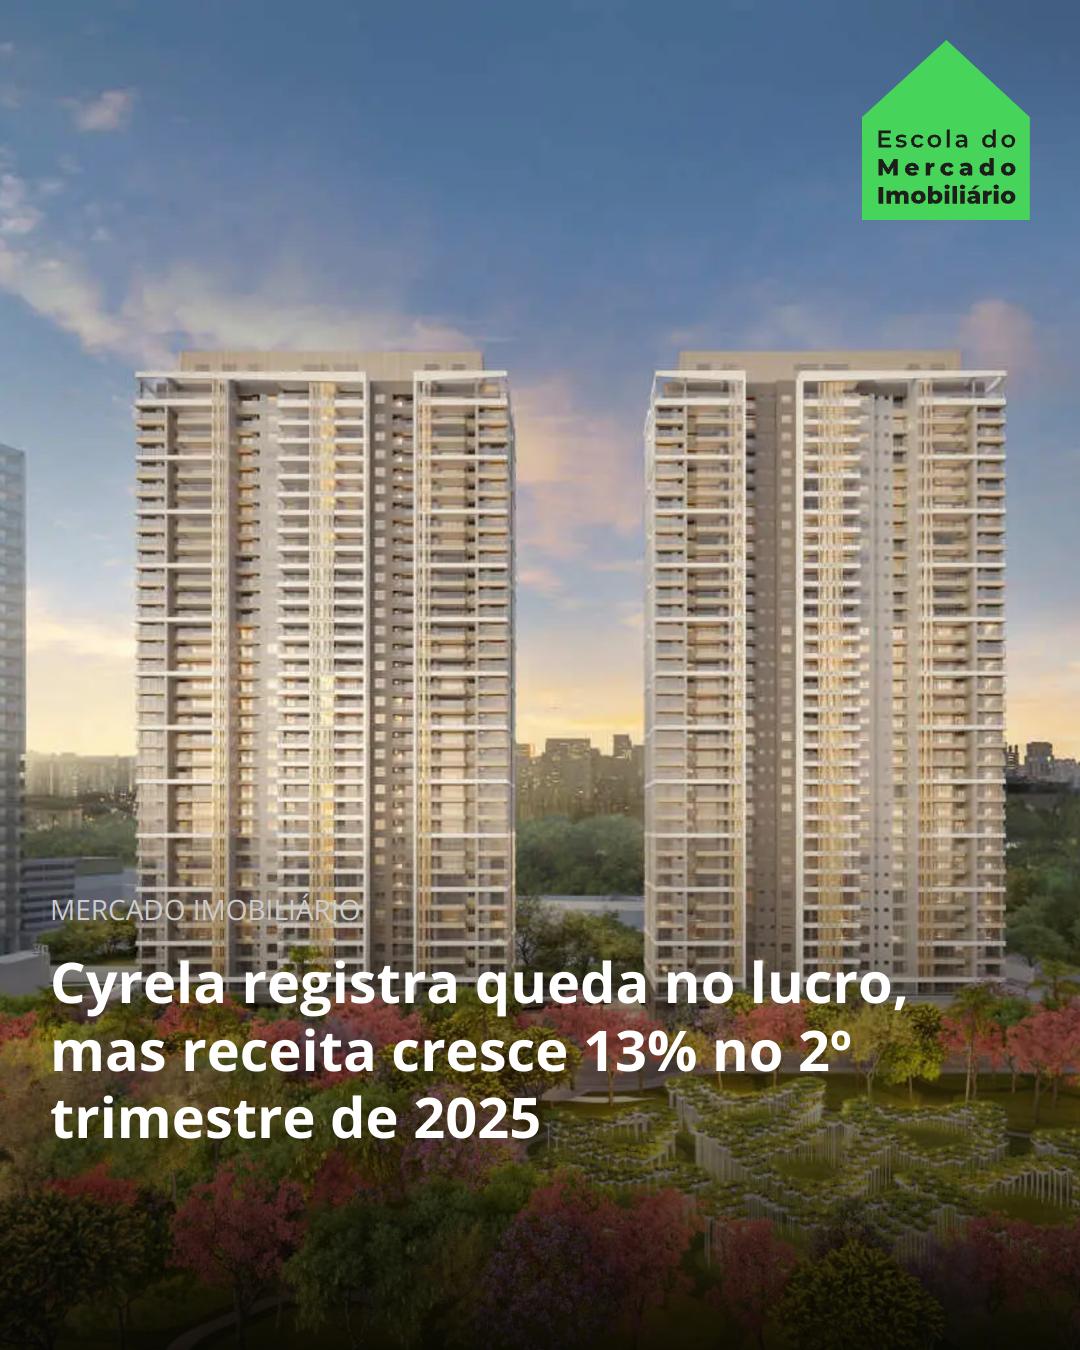 Escola do
Mercado
Imobiliário
MERCADO IMOBILIÁRIO
Cyrela registra queda no lucro,
mas receita cresce 13% no 2º
trimestre de 2025